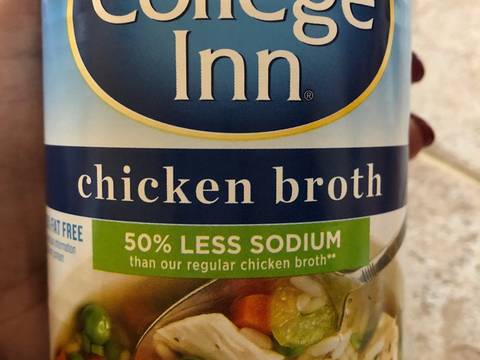 College
Inn®
chicken broth
FAT FREE
50% LESS SODIUM
than our regular chicken broth**